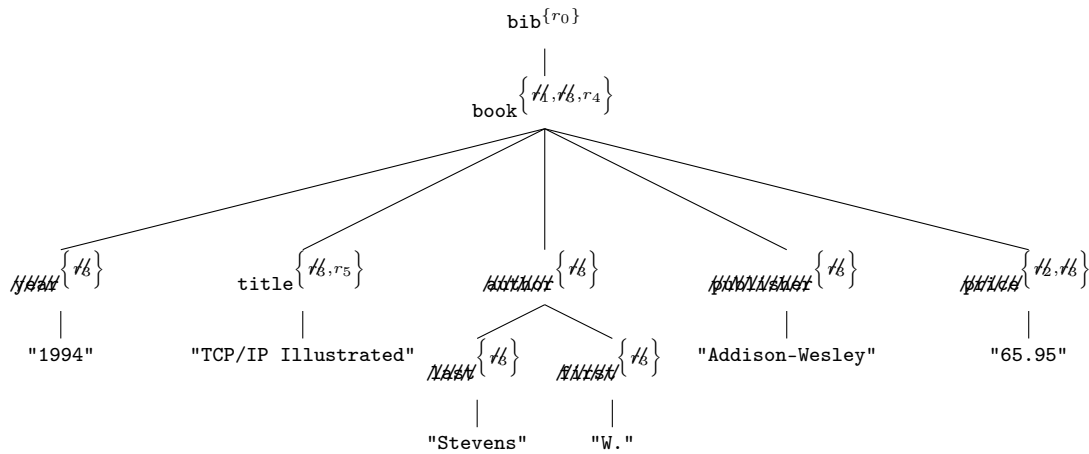 bib{r0}
book{r1,r3,r4}
year{r3} title{r3,r5} author{r3} publisher{r3} price{r2,r3}
"1994" "TCP/IP Illustrated" last{r3} first{r3} "Addison-Wesley" "65.95"
"Stevens" "W."